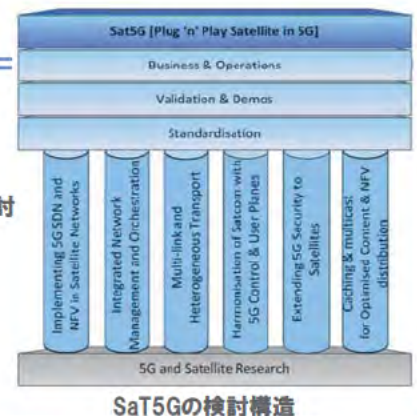 Sat5G [Plug 'n' Play Satellite in 5G]
Business & Operations
Validation & Demos
Standardisation
討
Implementing 5G SDN and
NFV in Satellite Networks
Integrated Network
Management and Orchestration
Multi-link and
Heterogeneous Transport
Harmonisation of Satcom with
5G Control & User Planes
Extending 5G Security to
Satellites
Caching & multicast
for Optimised Content & NFV
distribution
5G and Satellite Research
SaT5Gの検討構造